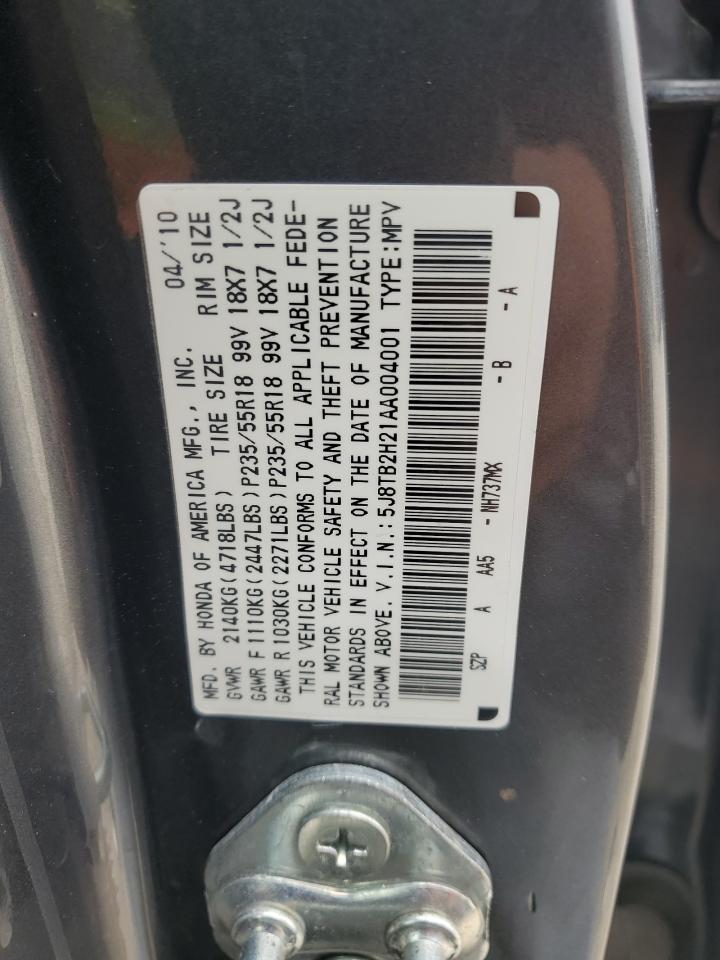 MFD. BY HONDA OF AMERICA MFG., INC. 04/'10
GVWR 2140KG(4718LBS) TIRE SIZE RIM SIZE
GAWR F 1110KG(2447LBS)P235/55R18 99V 18X7 1/2J
GAWR R 1030KG(2271LBS)P235/55R18 99V 18X7 1/2J
THIS VEHICLE CONFORMS TO ALL APPLICABLE FEDE-
RAL MOTOR VEHICLE SAFETY AND THEFT PREVENTION
STANDARDS IN EFFECT ON THE DATE OF MANUFACTURE
SHOWN ABOVE. V.I.N.:5J8TB2H21AA004001 TYPE:MPV
SZP A AA5 - NH737MX - B - A